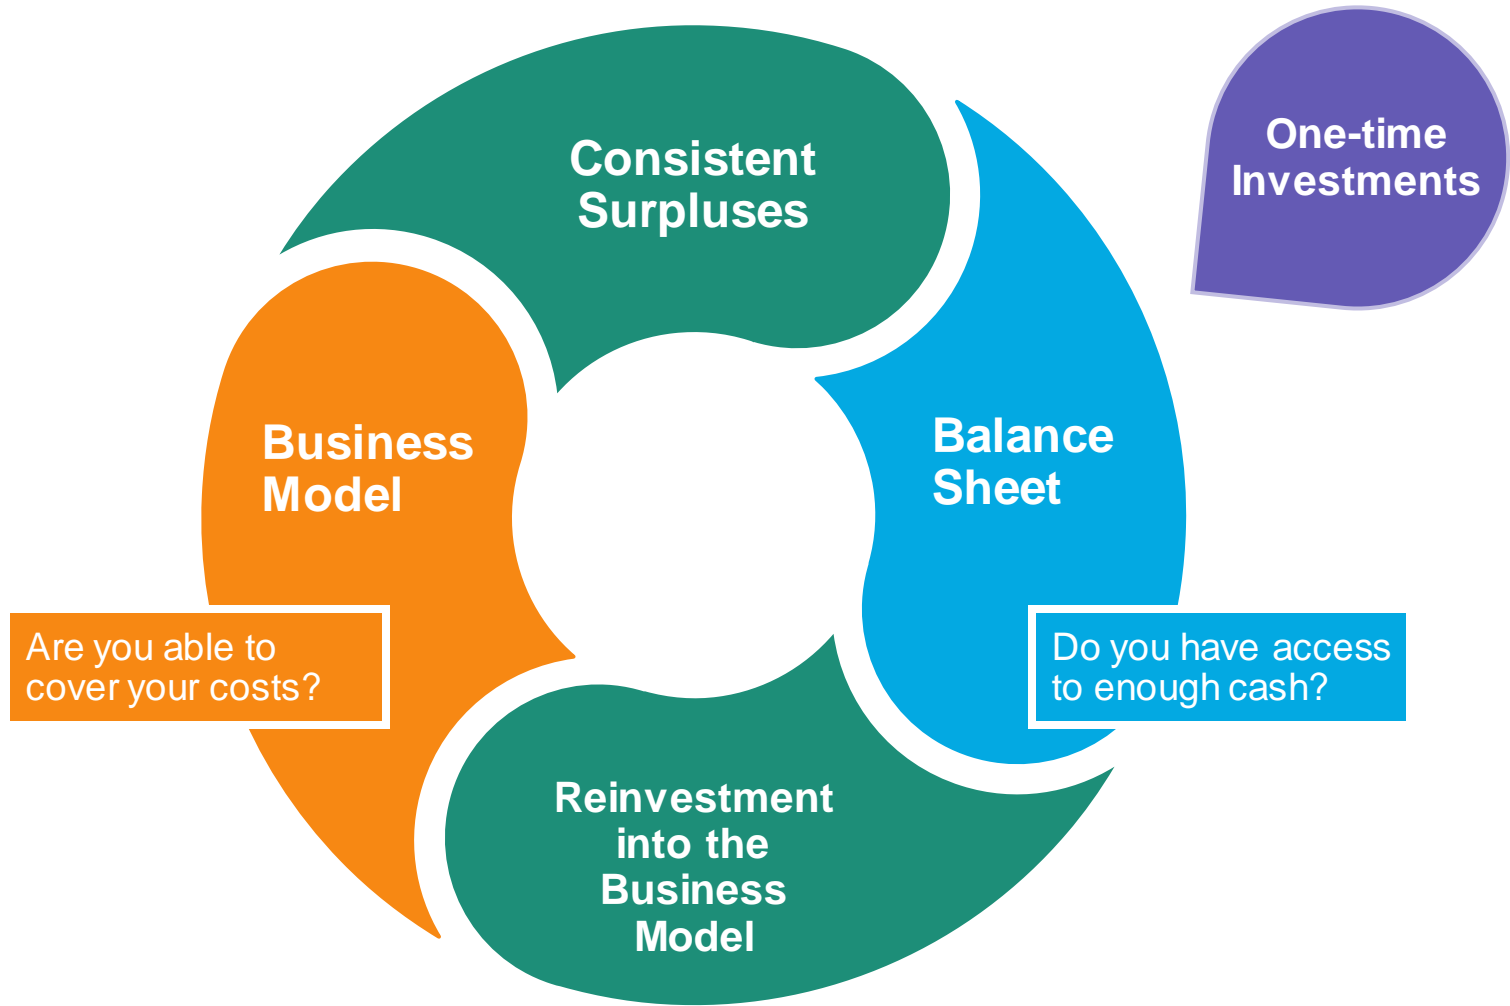 Consistent
Surpluses
One-time
Investments
Business
Model
Balance
Sheet
Are you able to
cover your costs?
Do you have access
to enough cash?
Reinvestment
into the
Business
Model